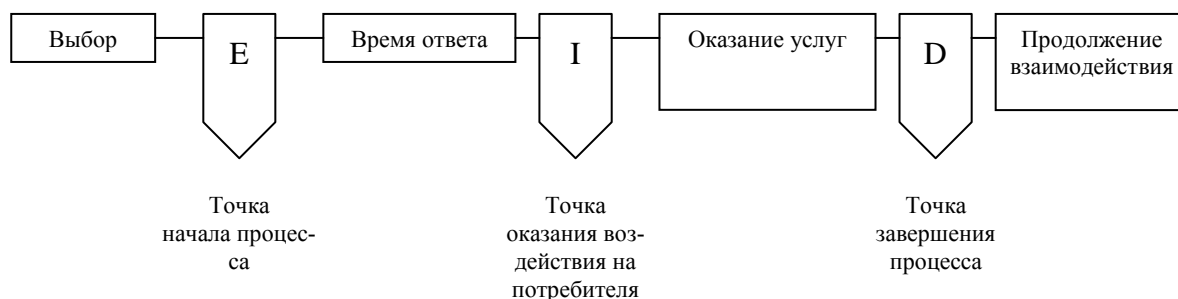 Выбор
E
Время ответа
I
Оказание услуг
D
Продолжение
взаимодействия
Точка
начала процес-
са
Точка
оказания воз-
действия на
потребителя
Точка
завершения
процесса